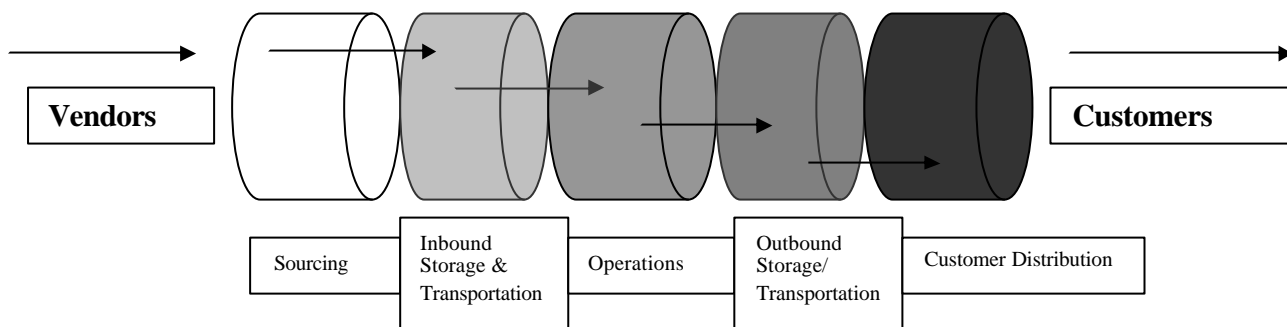 Vendors
Customers
Sourcing
Inbound
Storage &
Transportation
Operations
Outbound
Storage/
Transportation
Customer Distribution